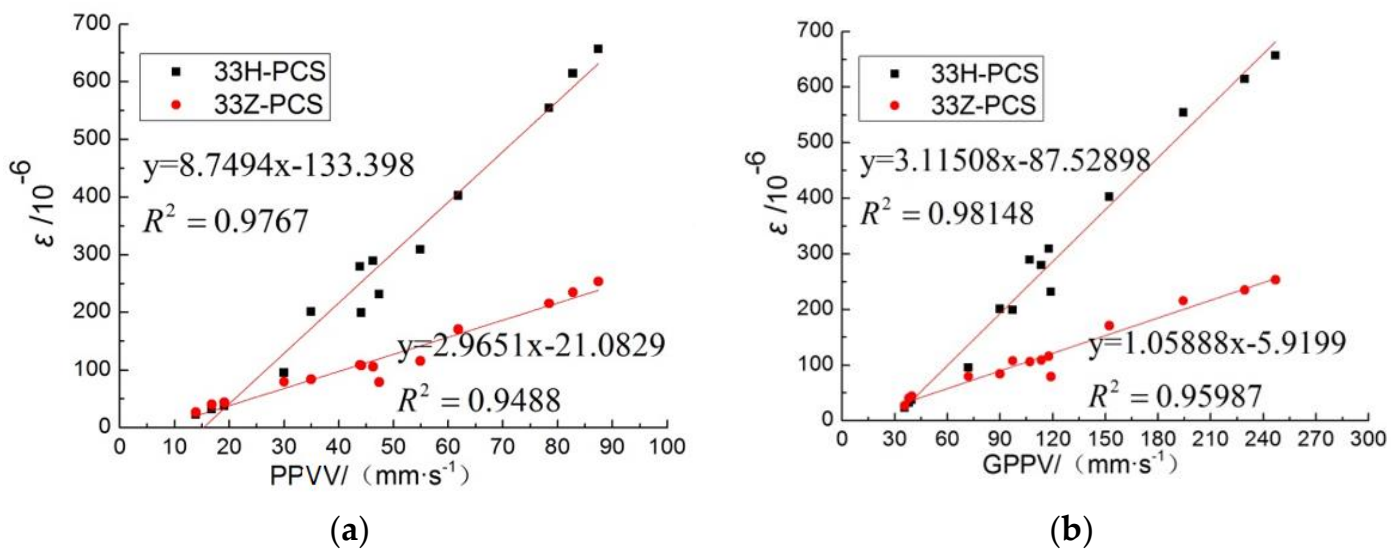 700
600
500
400
300
200
100
0
ε /10⁻⁶
33H-PCS
33Z-PCS
y=8.7494x-133.398
R² = 0.9767
y=2.9651x-21.0829
R² = 0.9488
0 10 20 30 40 50 60 70 80 90 100
PPVV/（mm·s⁻¹）
(a)
700
600
500
400
300
200
100
0
ε /10⁻⁶
33H-PCS
33Z-PCS
y=3.11508x-87.52898
R² = 0.98148
y=1.05888x-5.9199
R² = 0.95987
0 30 60 90 120 150 180 210 240 270 300
GPPV/（mm·s⁻¹）
(b)